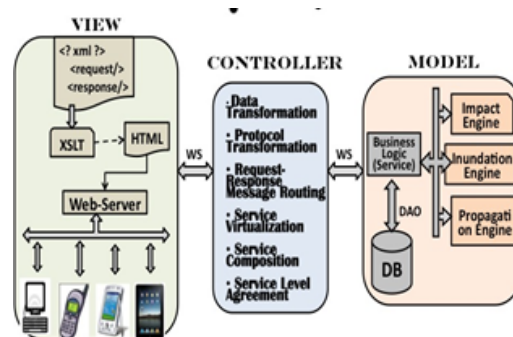 VIEW
<? xml ?>
<request/>
<response/>
XSLT
HTML
Web-Server
WS
CONTROLLER
•Data
Transformation
• Protocol
Transformation
• Request-
Response
Message Routing
• Service
Virtualization
• Service
Composition
• Service Level
Agreement
WS
MODEL
Business
Logic
(Service)
DAO
DB
Impact
Engine
Inundation
Engine
Propagati
on Engine